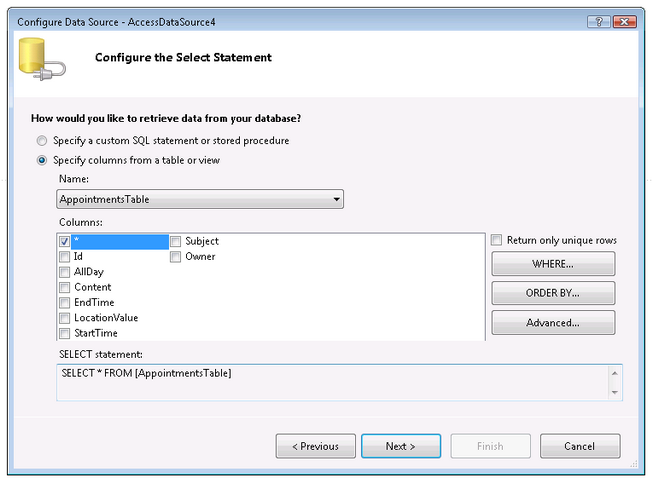 Configure Data Source - AccessDataSource4
?
Configure the Select Statement
How would you like to retrieve data from your database?
Specify a custom SQL statement or stored procedure
Specify columns from a table or view
Name:
AppointmentsTable
Columns:
* Subject
Id Owner
AllDay
Content
EndTime
LocationValue
StartTime
Return only unique rows
WHERE...
ORDER BY...
Advanced...
SELECT statement:
SELECT * FROM [AppointmentsTable]
< Previous Next > Finish Cancel